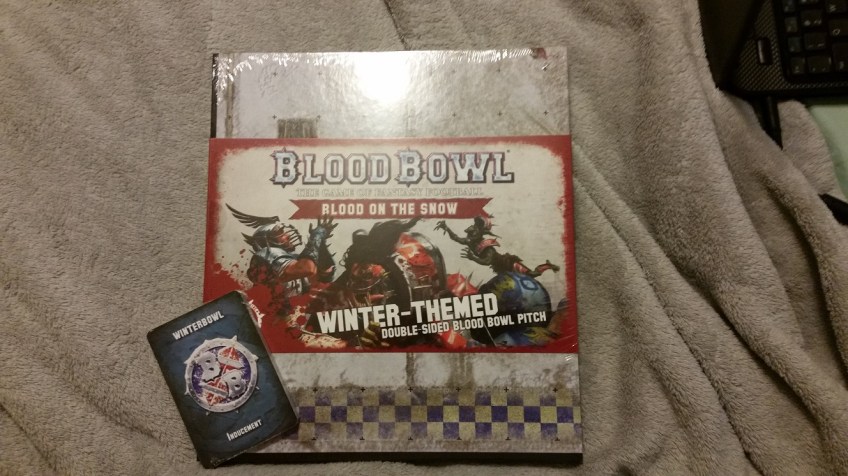 BLOOD BOWL
THE GAME OF FANTASY FOOTBALL
BLOOD ON THE SNOW
WINTER-THEMED
DOUBLE-SIDED BLOOD BOWL PITCH
WINTERBOWL
INDUCEMENT